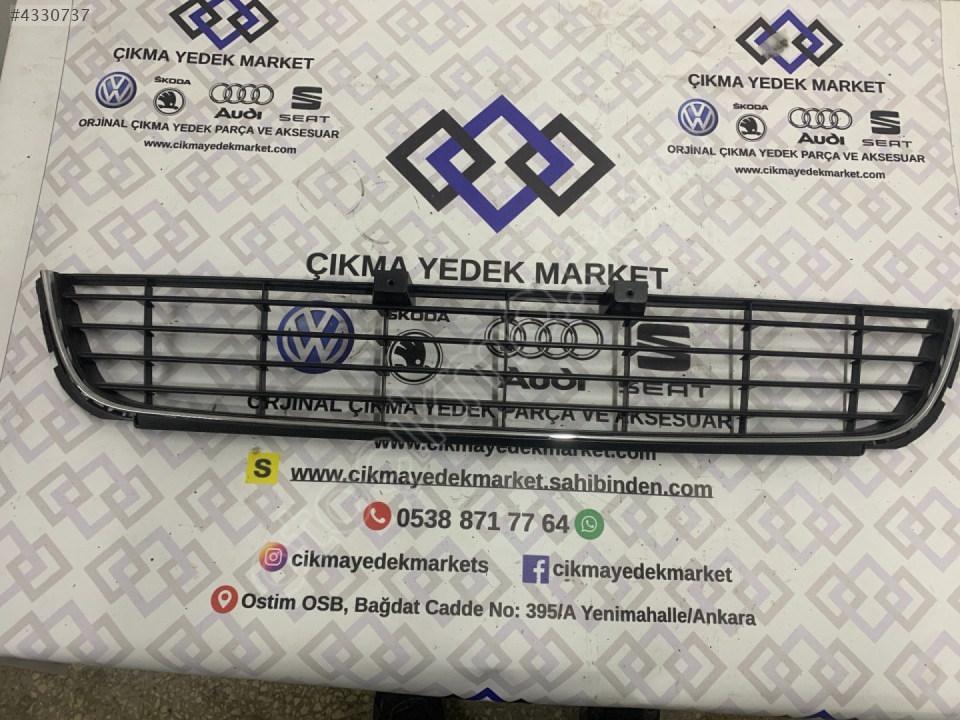 #4330737
ÇIKMA YEDEK MARKET
ŠKODA
Audi
SEAT
ORJİNAL ÇIKMA YEDEK PARÇA VE AKSESUAR
www.cikmayedekmarket.com
ÇIKMA YEDEK MARKET
ŠKODA
Audi
SEAT
ORJİNAL ÇIKMA YEDEK PARÇA VE AKSESUAR
www.cikmayedekmarket.com
ÇIKMA YEDEK MARKET
ŠKODA
Audi
SEAT
ORJİNAL ÇIKMA YEDEK PARÇA VE AKSESUAR
www.cikmayedekmarket.com
S www.cikmayedekmarket.sahibinden.com
0538 871 77 64
cikmayedekmarkets cikmayedekmarket
Ostim OSB, Bağdat Cadde No: 395/A Yenimahalle/Ankara